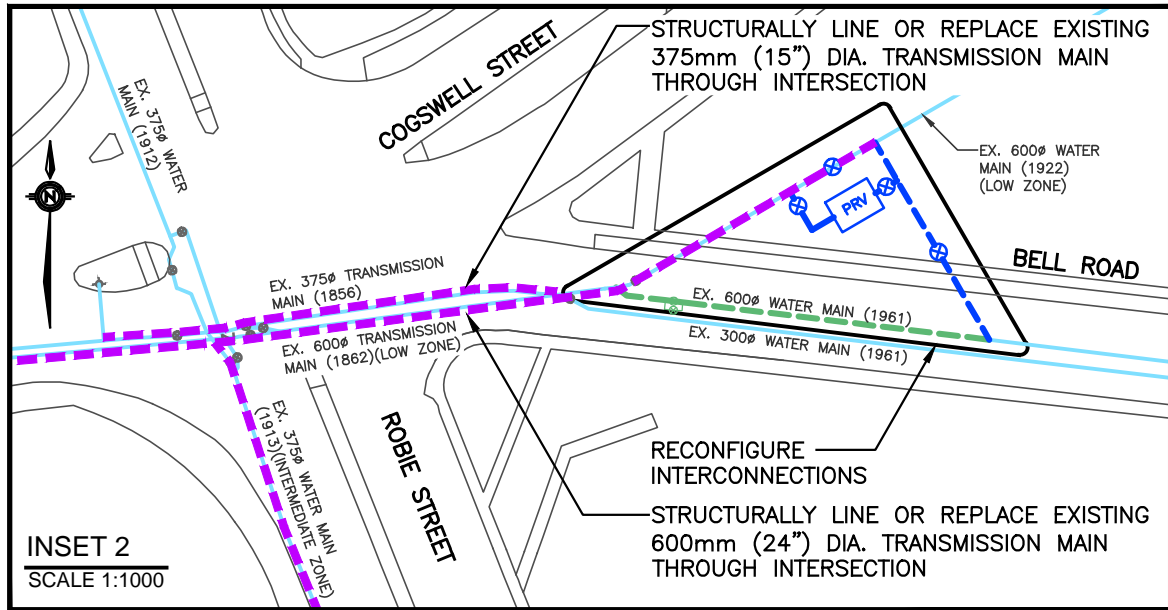 STRUCTURALLY LINE OR REPLACE EXISTING
375mm (15") DIA. TRANSMISSION MAIN
THROUGH INTERSECTION
COGSWELL STREET
EX. 375ø WATER
MAIN (1912)
N
EX. 600ø WATER
MAIN (1922)
(LOW ZONE)
PRV
BELL ROAD
EX. 375ø TRANSMISSION
MAIN (1856)
EX. 600ø WATER MAIN (1961)
EX. 300ø WATER MAIN (1961)
EX. 600ø TRANSMISSION
MAIN (1862)(LOW ZONE)
EX. 375ø WATER MAIN
(1913)(INTERMEDIATE ZONE)
ROBIE STREET
RECONFIGURE
INTERCONNECTIONS
STRUCTURALLY LINE OR REPLACE EXISTING
600mm (24") DIA. TRANSMISSION MAIN
THROUGH INTERSECTION
INSET 2
SCALE 1:1000